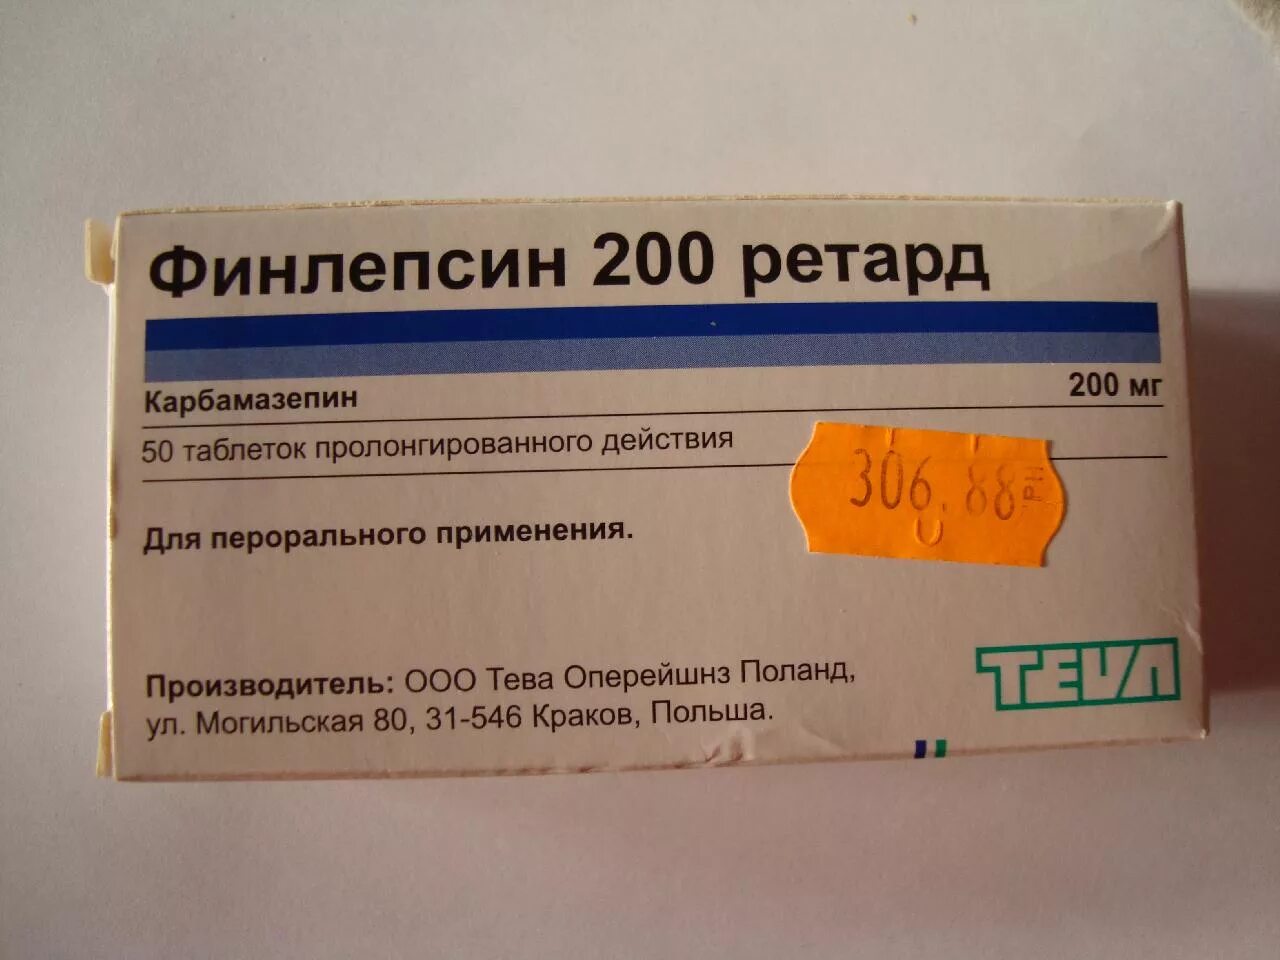 Финлепсин 200 ретард
Карбамазепин 200 мг
50 таблеток пролонгированного действия
306.88
Для перорального применения.
TEVA
Производитель: ООО Тева Оперейшнз Поланд,
ул. Могильская 80, 31-546 Краков, Польша.